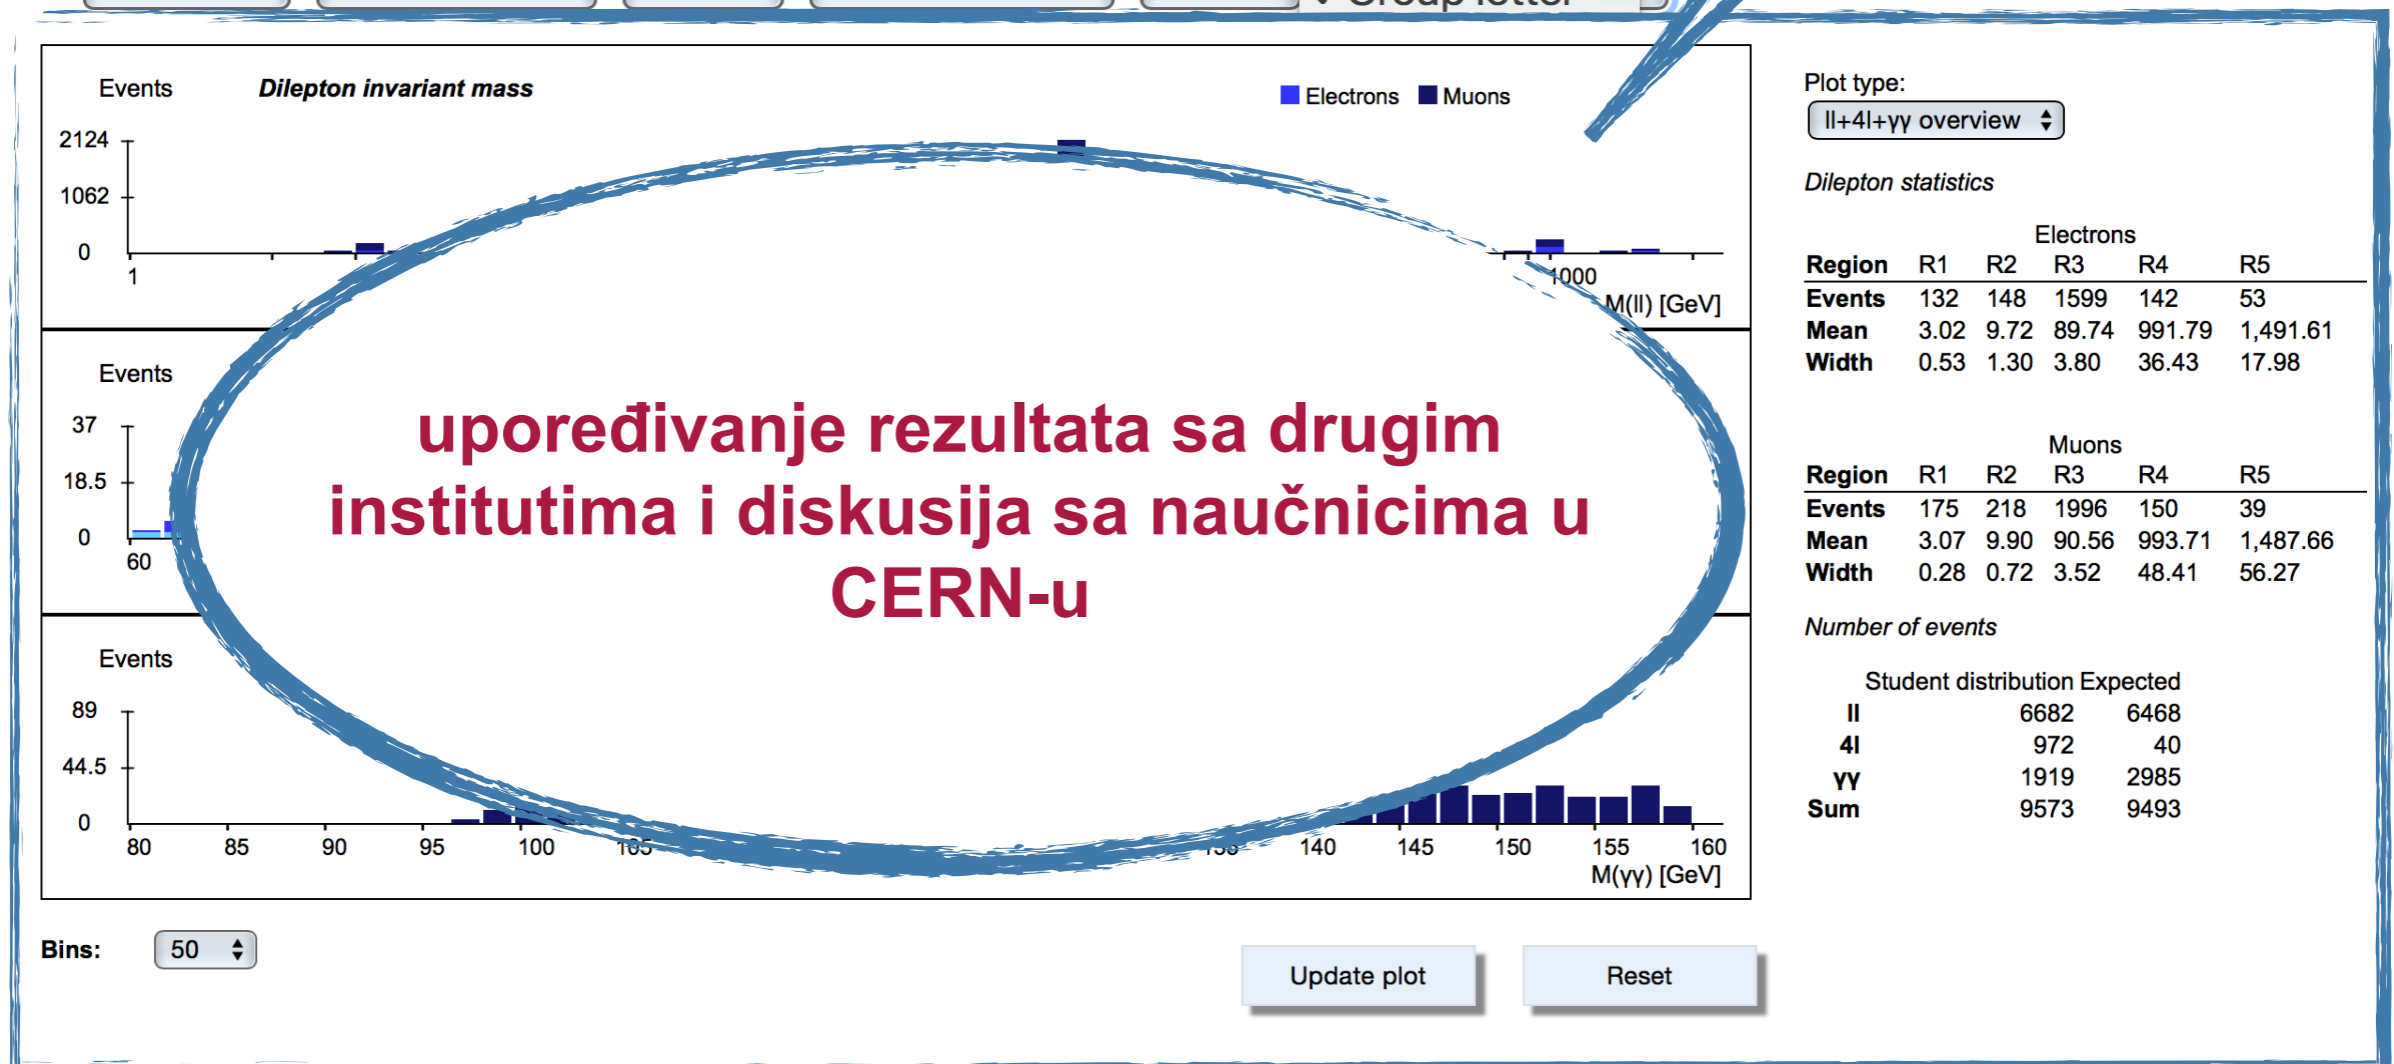 Events Dilepton invariant mass Electrons Muons
2124
1062
0
1 1000
M(ll) [GeV]
Events
37
18.5
0
60
upoređivanje rezultata sa drugim
institutima i diskusija sa naučnicima u
CERN-u
Events
89
44.5
0
80 85 90 95 100 140 145 150 155 160
M(γγ) [GeV]
Bins: 50
Update plot Reset
Plot type:
ll+4l+γγ overview
Dilepton statistics
Electrons
Region R1 R2 R3 R4 R5
Events 132 148 1599 142 53
Mean 3.02 9.72 89.74 991.79 1,491.61
Width 0.53 1.30 3.80 36.43 17.98
Muons
Region R1 R2 R3 R4 R5
Events 175 218 1996 150 39
Mean 3.07 9.90 90.56 993.71 1,487.66
Width 0.28 0.72 3.52 48.41 56.27
Number of events
Student distribution Expected
ll 6682 6468
4l 972 40
γγ 1919 2985
Sum 9573 9493